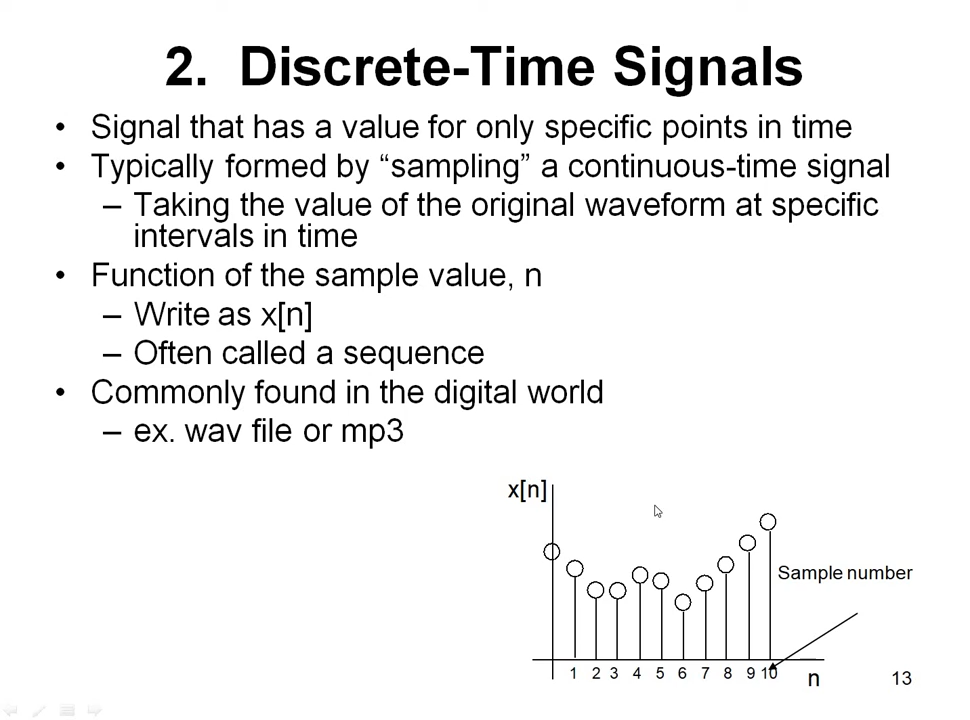 2. Discrete-Time Signals
• Signal that has a value for only specific points in time
• Typically formed by “sampling” a continuous-time signal
– Taking the value of the original waveform at specific
intervals in time
• Function of the sample value, n
– Write as x[n]
– Often called a sequence
• Commonly found in the digital world
– ex. wav file or mp3
x[n]
Sample number
1 2 3 4 5 6 7 8 9 10
n
13